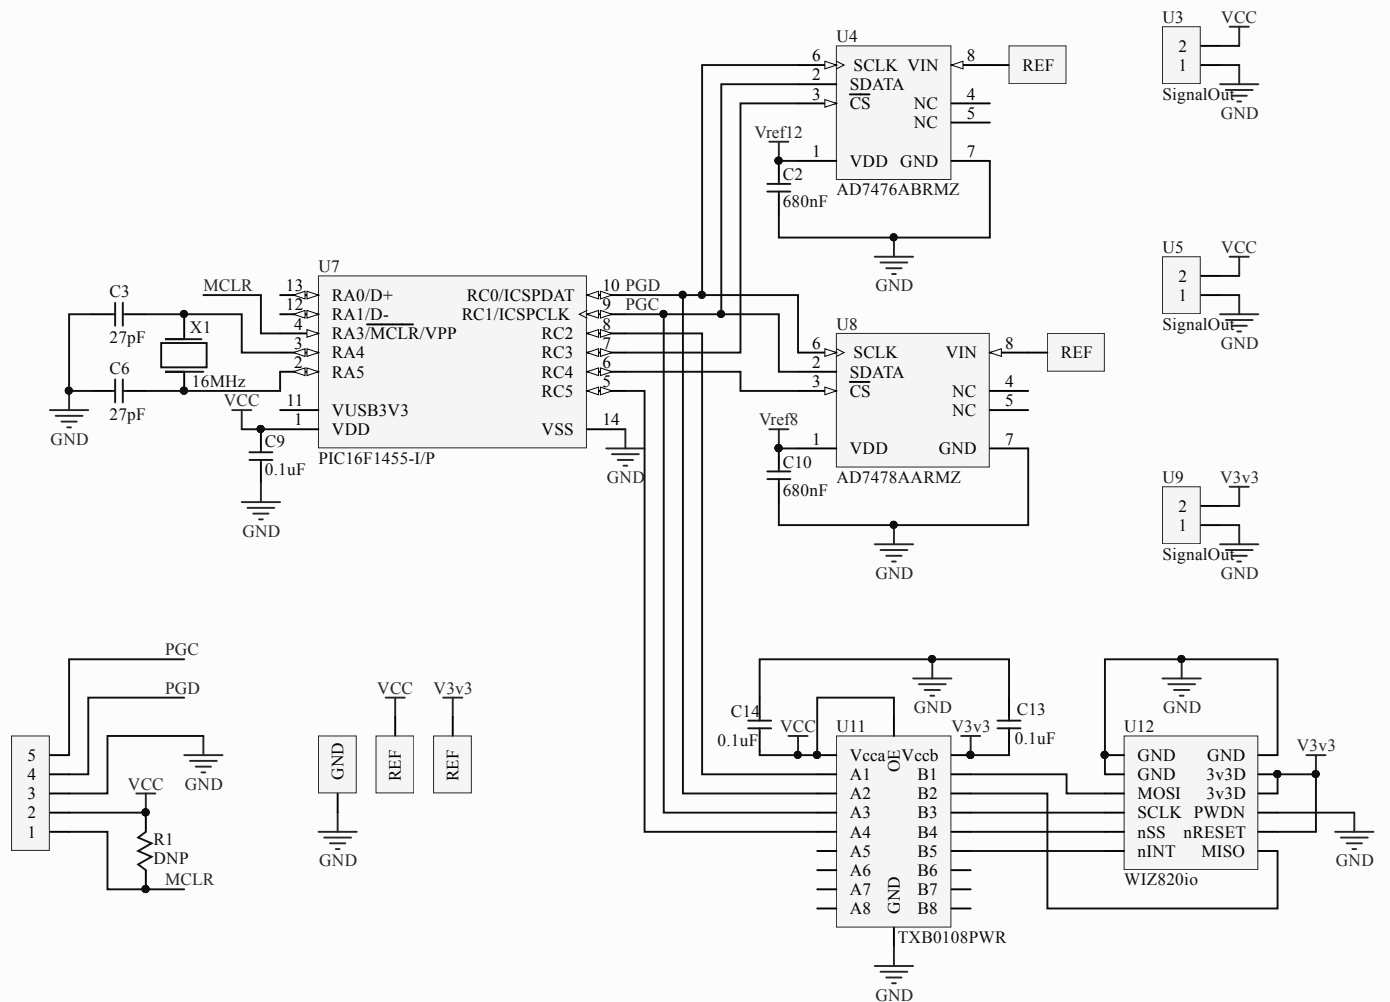 U4
6 SCLK VIN 8 REF
2 SDATA
3 CS NC 4
NC 5
Vref12
1 VDD GND 7
C2
680nF
AD7476ABRMZ
GND
U3
VCC
2
1
SignalOut
GND
U5
VCC
2
1
SignalOut
GND
U9
V3v3
2
1
SignalOut
GND
U7
MCLR
13 RA0/D+ RC0/ICSPDAT 10 PGD
12 RA1/D- RC1/ICSPCLK 9 PGC
4 RA3/MCLR/VPP RC2 8
3 RA4 RC3 7
2 RA5 RC4 6
RC5 5
11 VUSB3V3
1 VDD VSS 14
PIC16F1455-I/P
GND
C3
27pF
X1
16MHz
C6
27pF
GND
VCC
C9
0.1uF
GND
U8
6 SCLK VIN 8 REF
2 SDATA
3 CS NC 4
NC 5
Vref8
1 VDD GND 7
C10
680nF
AD7478AARMZ
GND
PGC
PGD
5
4
3
2
1
GND
VCC
R1
DNP
MCLR
GND
GND
VCC
REF
V3v3
REF
GND
C14
0.1uF
VCC
U11
V3v3
C13
0.1uF
Vcca OE Vccb
A1 B1
A2 B2
A3 B3
A4 B4
A5 B5
A6 B6
A7 B7
A8 GND B8
TXB0108PWR
GND
GND
U12
V3v3
GND GND
GND 3v3D
MOSI 3v3D
SCLK PWDN
nSS nRESET
nINT MISO
WIZ820io
GND